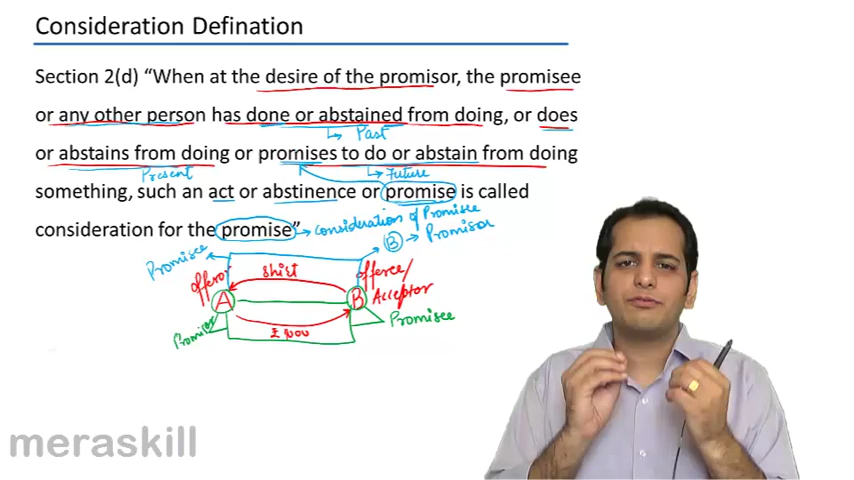 Consideration Defination
Section 2(d) “When at the desire of the promisor, the promisee
or any other person has done or abstained from doing, or does
↳ Past
or abstains from doing or promises to do or abstain from doing
Present
↳ Future
something, such an act or abstinence or promise is called
consideration for the promise”
→ consideration of Promisee
Ⓑ → Promisor
Promisee
offeror
shirt
offeree/
Acceptor
A
B
Promisor
Promisee
meraskill